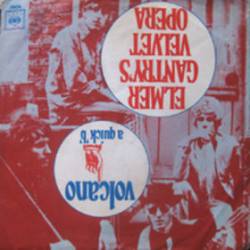 ELMER
GANTRY'S
VELVET
OPERA
volcano
a quick 'b'
CBS